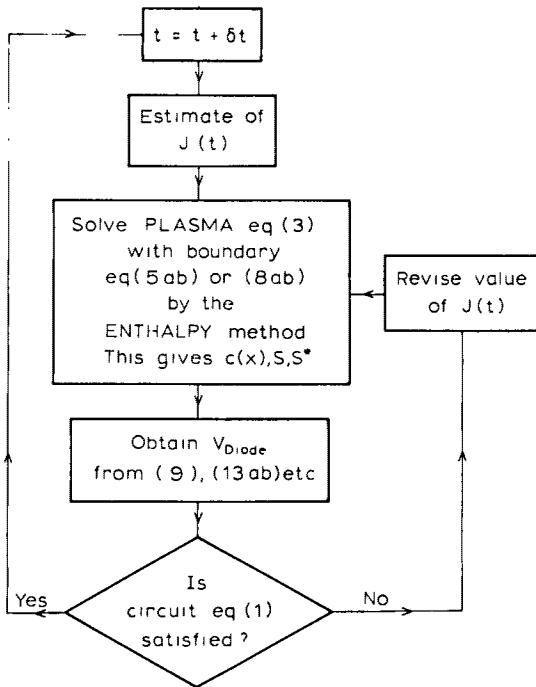 t = t + δt
Estimate of
J (t)
Solve PLASMA eq (3)
with boundary
eq(5ab) or (8ab)
by the
ENTHALPY method
This gives c(x),S,S*
Revise value
of J(t)
Obtain V_Diode
from (9), (13ab)etc
Is
circuit eq (1)
satisfied?
Yes
No